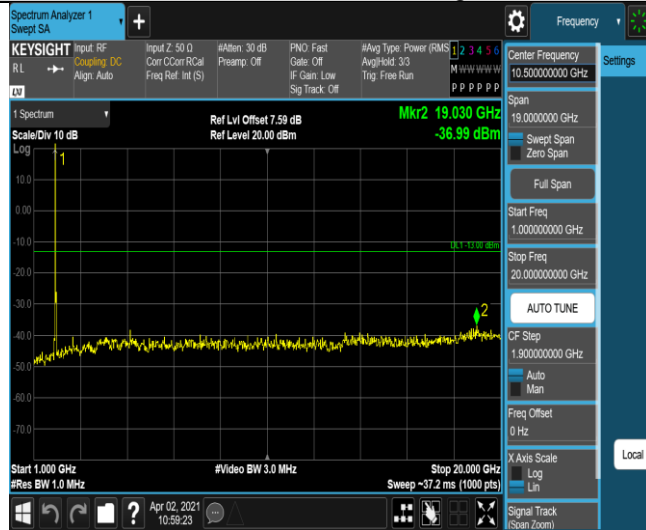 Spectrum Analyzer 1
Swept SA
Frequency
KEYSIGHT
Input: RF
Input Z: 50 Ω
#Atten: 30 dB
PNO: Fast
#Avg Type: Power (RMS
1 2 3 4 5 6
RL
Coupling: DC
Corr CCorr RCal
Preamp: Off
Gate: Off
Avg|Hold: 3/3
M W W W W W
Align: Auto
Freq Ref: Int (S)
IF Gain: Low
Trig: Free Run
Sig Track: Off
P P P P P P
LXI
Center Frequency
10.500000000 GHz
Settings
Span
19.0000000 GHz
Swept Span
Zero Span
Full Span
Start Freq
1.000000000 GHz
Stop Freq
20.000000000 GHz
AUTO TUNE
CF Step
1.900000000 GHz
Auto
Man
Freq Offset
0 Hz
X Axis Scale
Log
Lin
Local
Signal Track
(Span Zoom)
1 Spectrum
Ref Lvl Offset 7.59 dB
Mkr2 19.030 GHz
Scale/Div 10 dB
Ref Level 20.00 dBm
-36.99 dBm
Log
1
10.0
0.00
-10.0
DL1 -13.00 dBm
-20.0
-30.0
2
-40.0
-50.0
-60.0
-70.0
Start 1.000 GHz
#Video BW 3.0 MHz
Stop 20.000 GHz
#Res BW 1.0 MHz
Sweep ~37.2 ms (1000 pts)
?
Apr 02, 2021
10:59:23